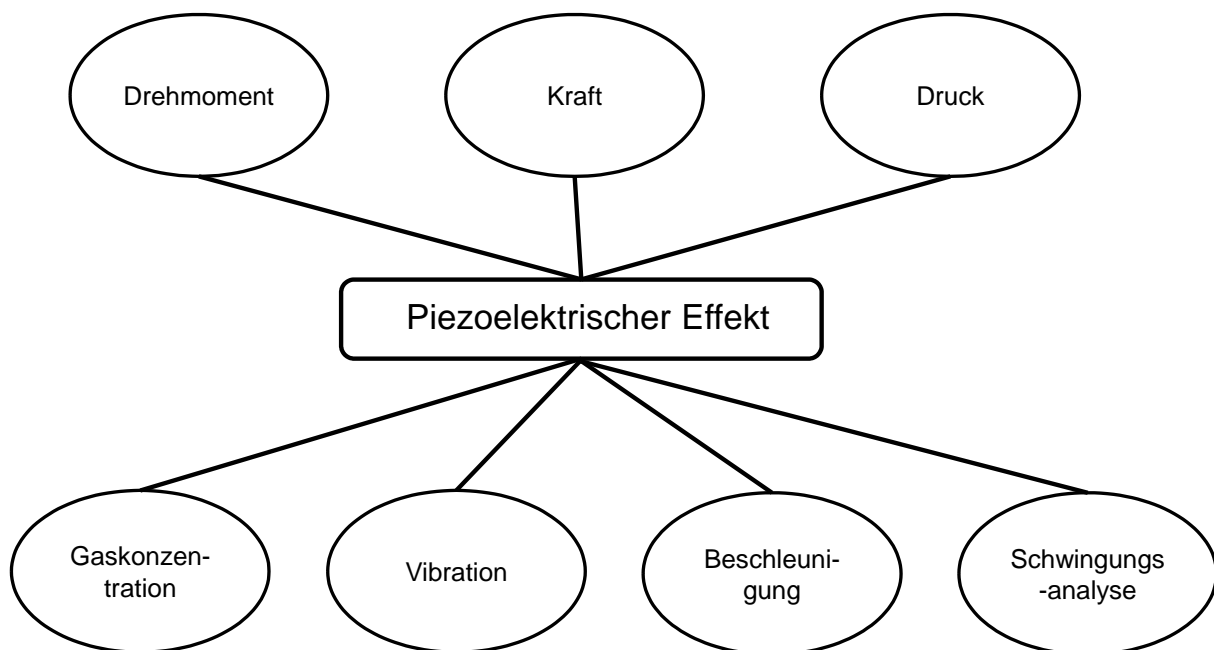 Drehmoment
Kraft
Druck
Piezoelektrischer Effekt
Gaskonzen-
tration
Vibration
Beschleuni-
gung
Schwingungs
-analyse